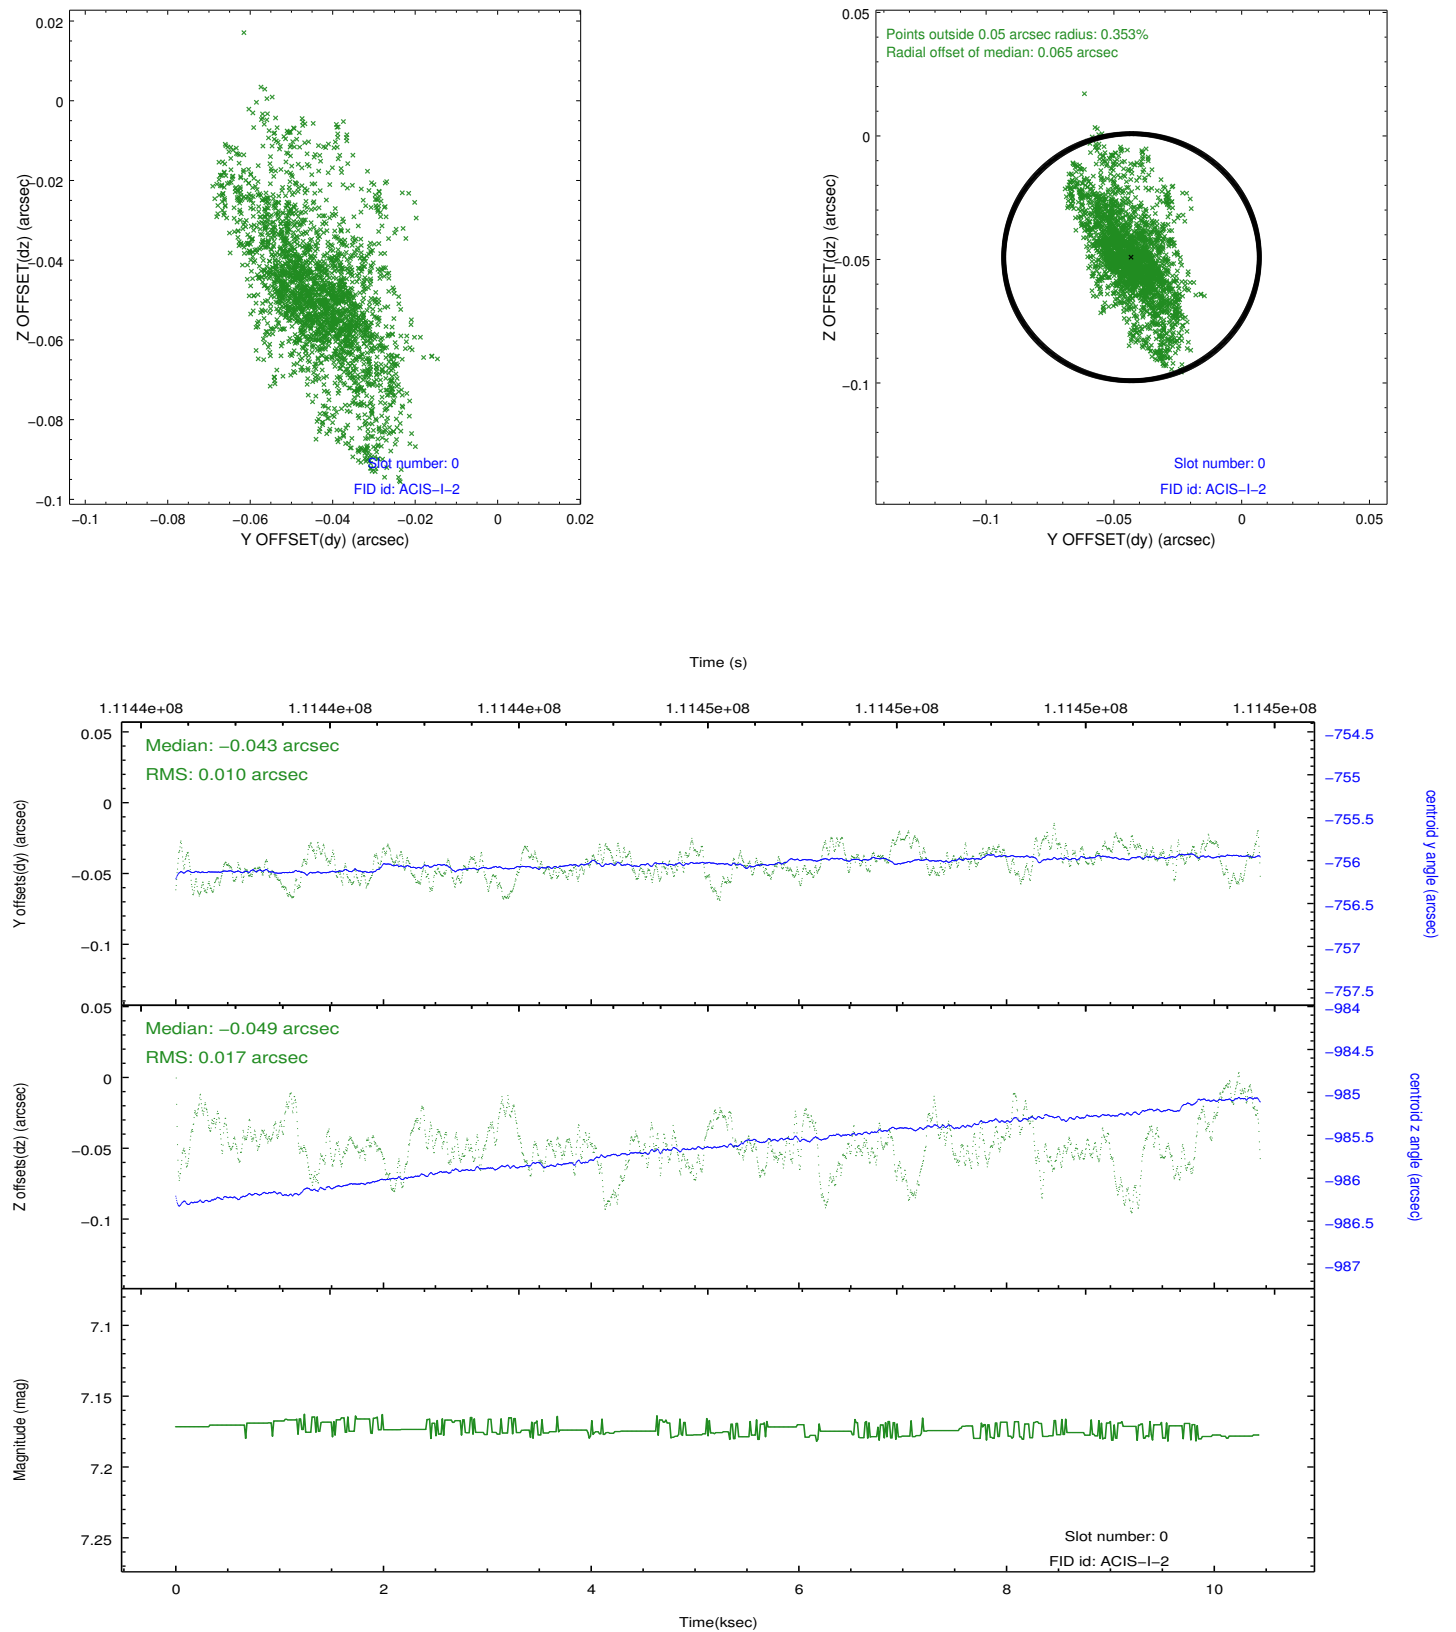 0.02
0
−0.02
−0.04
−0.06
−0.08
−0.1
Z OFFSET(dz) (arcsec)
Slot number: 0
FID id: ACIS−I−2
−0.1
−0.08
−0.06
−0.04
−0.02
0
0.02
Y OFFSET(dy) (arcsec)
0.05
0
−0.05
−0.1
Z OFFSET(dz) (arcsec)
Points outside 0.05 arcsec radius: 0.353%
Radial offset of median: 0.065 arcsec
Slot number: 0
FID id: ACIS−I−2
−0.1
−0.05
0
0.05
Y OFFSET(dy) (arcsec)
Time (s)
1.1144e+08
1.1144e+08
1.1144e+08
1.1145e+08
1.1145e+08
1.1145e+08
1.1145e+08
Y offsets(dy) (arcsec)
0.05
0
−0.05
−0.1
Median: −0.043 arcsec
RMS: 0.010 arcsec
−754.5
−755
−755.5
−756
−756.5
−757
−757.5
centroid y angle (arcsec)
Z offsets(dz) (arcsec)
0.05
0
−0.05
−0.1
Median: −0.049 arcsec
RMS: 0.017 arcsec
−984
−984.5
−985
−985.5
−986
−986.5
−987
centroid z angle (arcsec)
Magnitude (mag)
7.1
7.15
7.2
7.25
Slot number: 0
FID id: ACIS−I−2
0
2
4
6
8
10
Time(ksec)